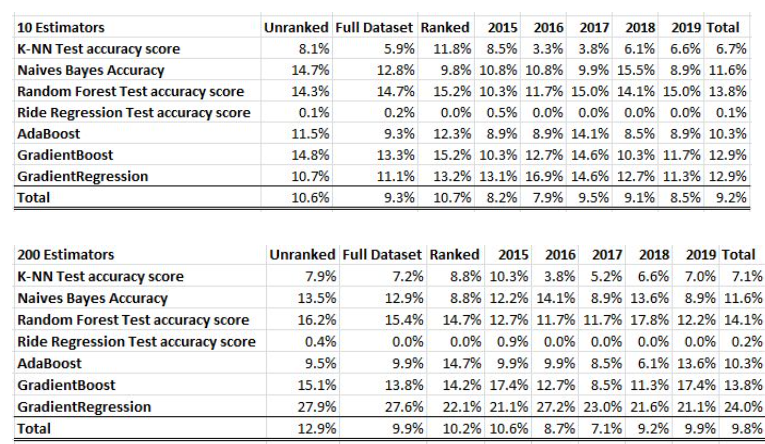 10 Estimators Unranked Full Dataset Ranked 2015 2016 2017 2018 2019 Total
K-NN Test accuracy score 8.1% 5.9% 11.8% 8.5% 3.3% 3.8% 6.1% 6.6% 6.7%
Naives Bayes Accuracy 14.7% 12.8% 9.8% 10.8% 10.8% 9.9% 15.5% 8.9% 11.6%
Random Forest Test accuracy score 14.3% 14.7% 15.2% 10.3% 11.7% 15.0% 14.1% 15.0% 13.8%
Ride Regression Test accuracy score 0.1% 0.2% 0.0% 0.5% 0.0% 0.0% 0.0% 0.0% 0.1%
AdaBoost 11.5% 9.3% 12.3% 8.9% 8.9% 14.1% 8.5% 8.9% 10.3%
GradientBoost 14.8% 13.3% 15.2% 10.3% 12.7% 14.6% 10.3% 11.7% 12.9%
GradientRegression 10.7% 11.1% 13.2% 13.1% 16.9% 14.6% 12.7% 11.3% 12.9%
Total 10.6% 9.3% 10.7% 8.2% 7.9% 9.5% 9.1% 8.5% 9.2%
200 Estimators Unranked Full Dataset Ranked 2015 2016 2017 2018 2019 Total
K-NN Test accuracy score 7.9% 7.2% 8.8% 10.3% 3.8% 5.2% 6.6% 7.0% 7.1%
Naives Bayes Accuracy 13.5% 12.9% 8.8% 12.2% 14.1% 8.9% 13.6% 8.9% 11.6%
Random Forest Test accuracy score 16.2% 15.4% 14.7% 12.7% 11.7% 11.7% 17.8% 12.2% 14.1%
Ride Regression Test accuracy score 0.4% 0.0% 0.0% 0.9% 0.0% 0.0% 0.0% 0.0% 0.2%
AdaBoost 9.5% 9.9% 14.7% 9.9% 9.9% 8.5% 6.1% 13.6% 10.3%
GradientBoost 15.1% 13.8% 14.2% 17.4% 12.7% 8.5% 11.3% 17.4% 13.8%
GradientRegression 27.9% 27.6% 22.1% 21.1% 27.2% 23.0% 21.6% 21.1% 24.0%
Total 12.9% 9.9% 10.2% 10.6% 8.7% 7.1% 9.2% 9.9% 9.8%